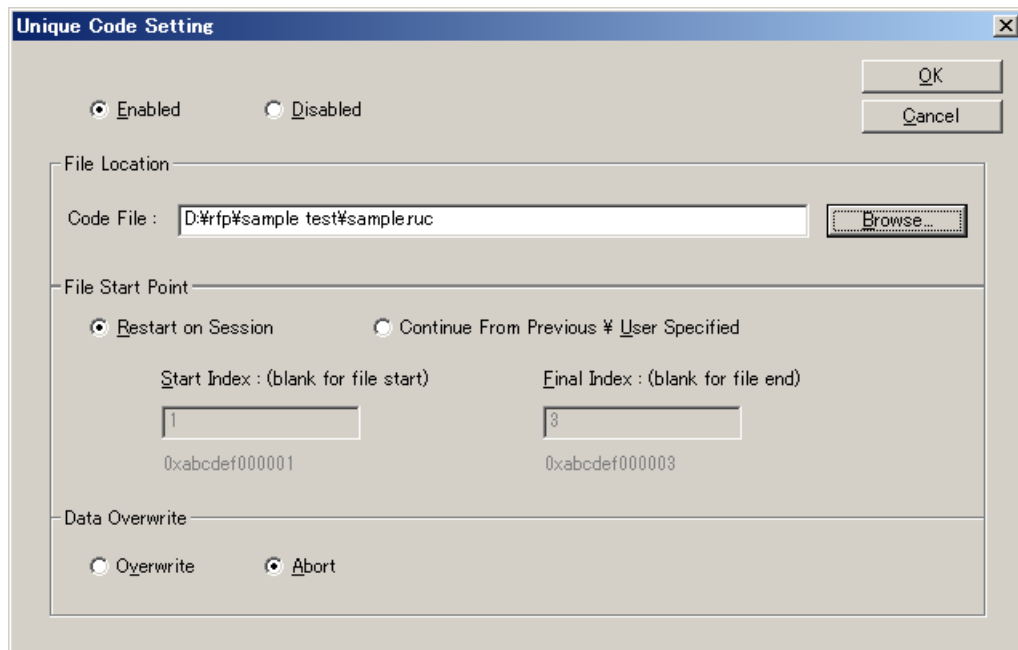 Unique Code Setting
OK
Enabled Disabled
Cancel
File Location
Code File : D:¥rfp¥sample test¥sample.ruc Browse...
File Start Point
Restart on Session Continue From Previous ¥ User Specified
Start Index : (blank for file start) Final Index : (blank for file end)
1 3
0xabcdef000001 0xabcdef000003
Data Overwrite
Overwrite Abort